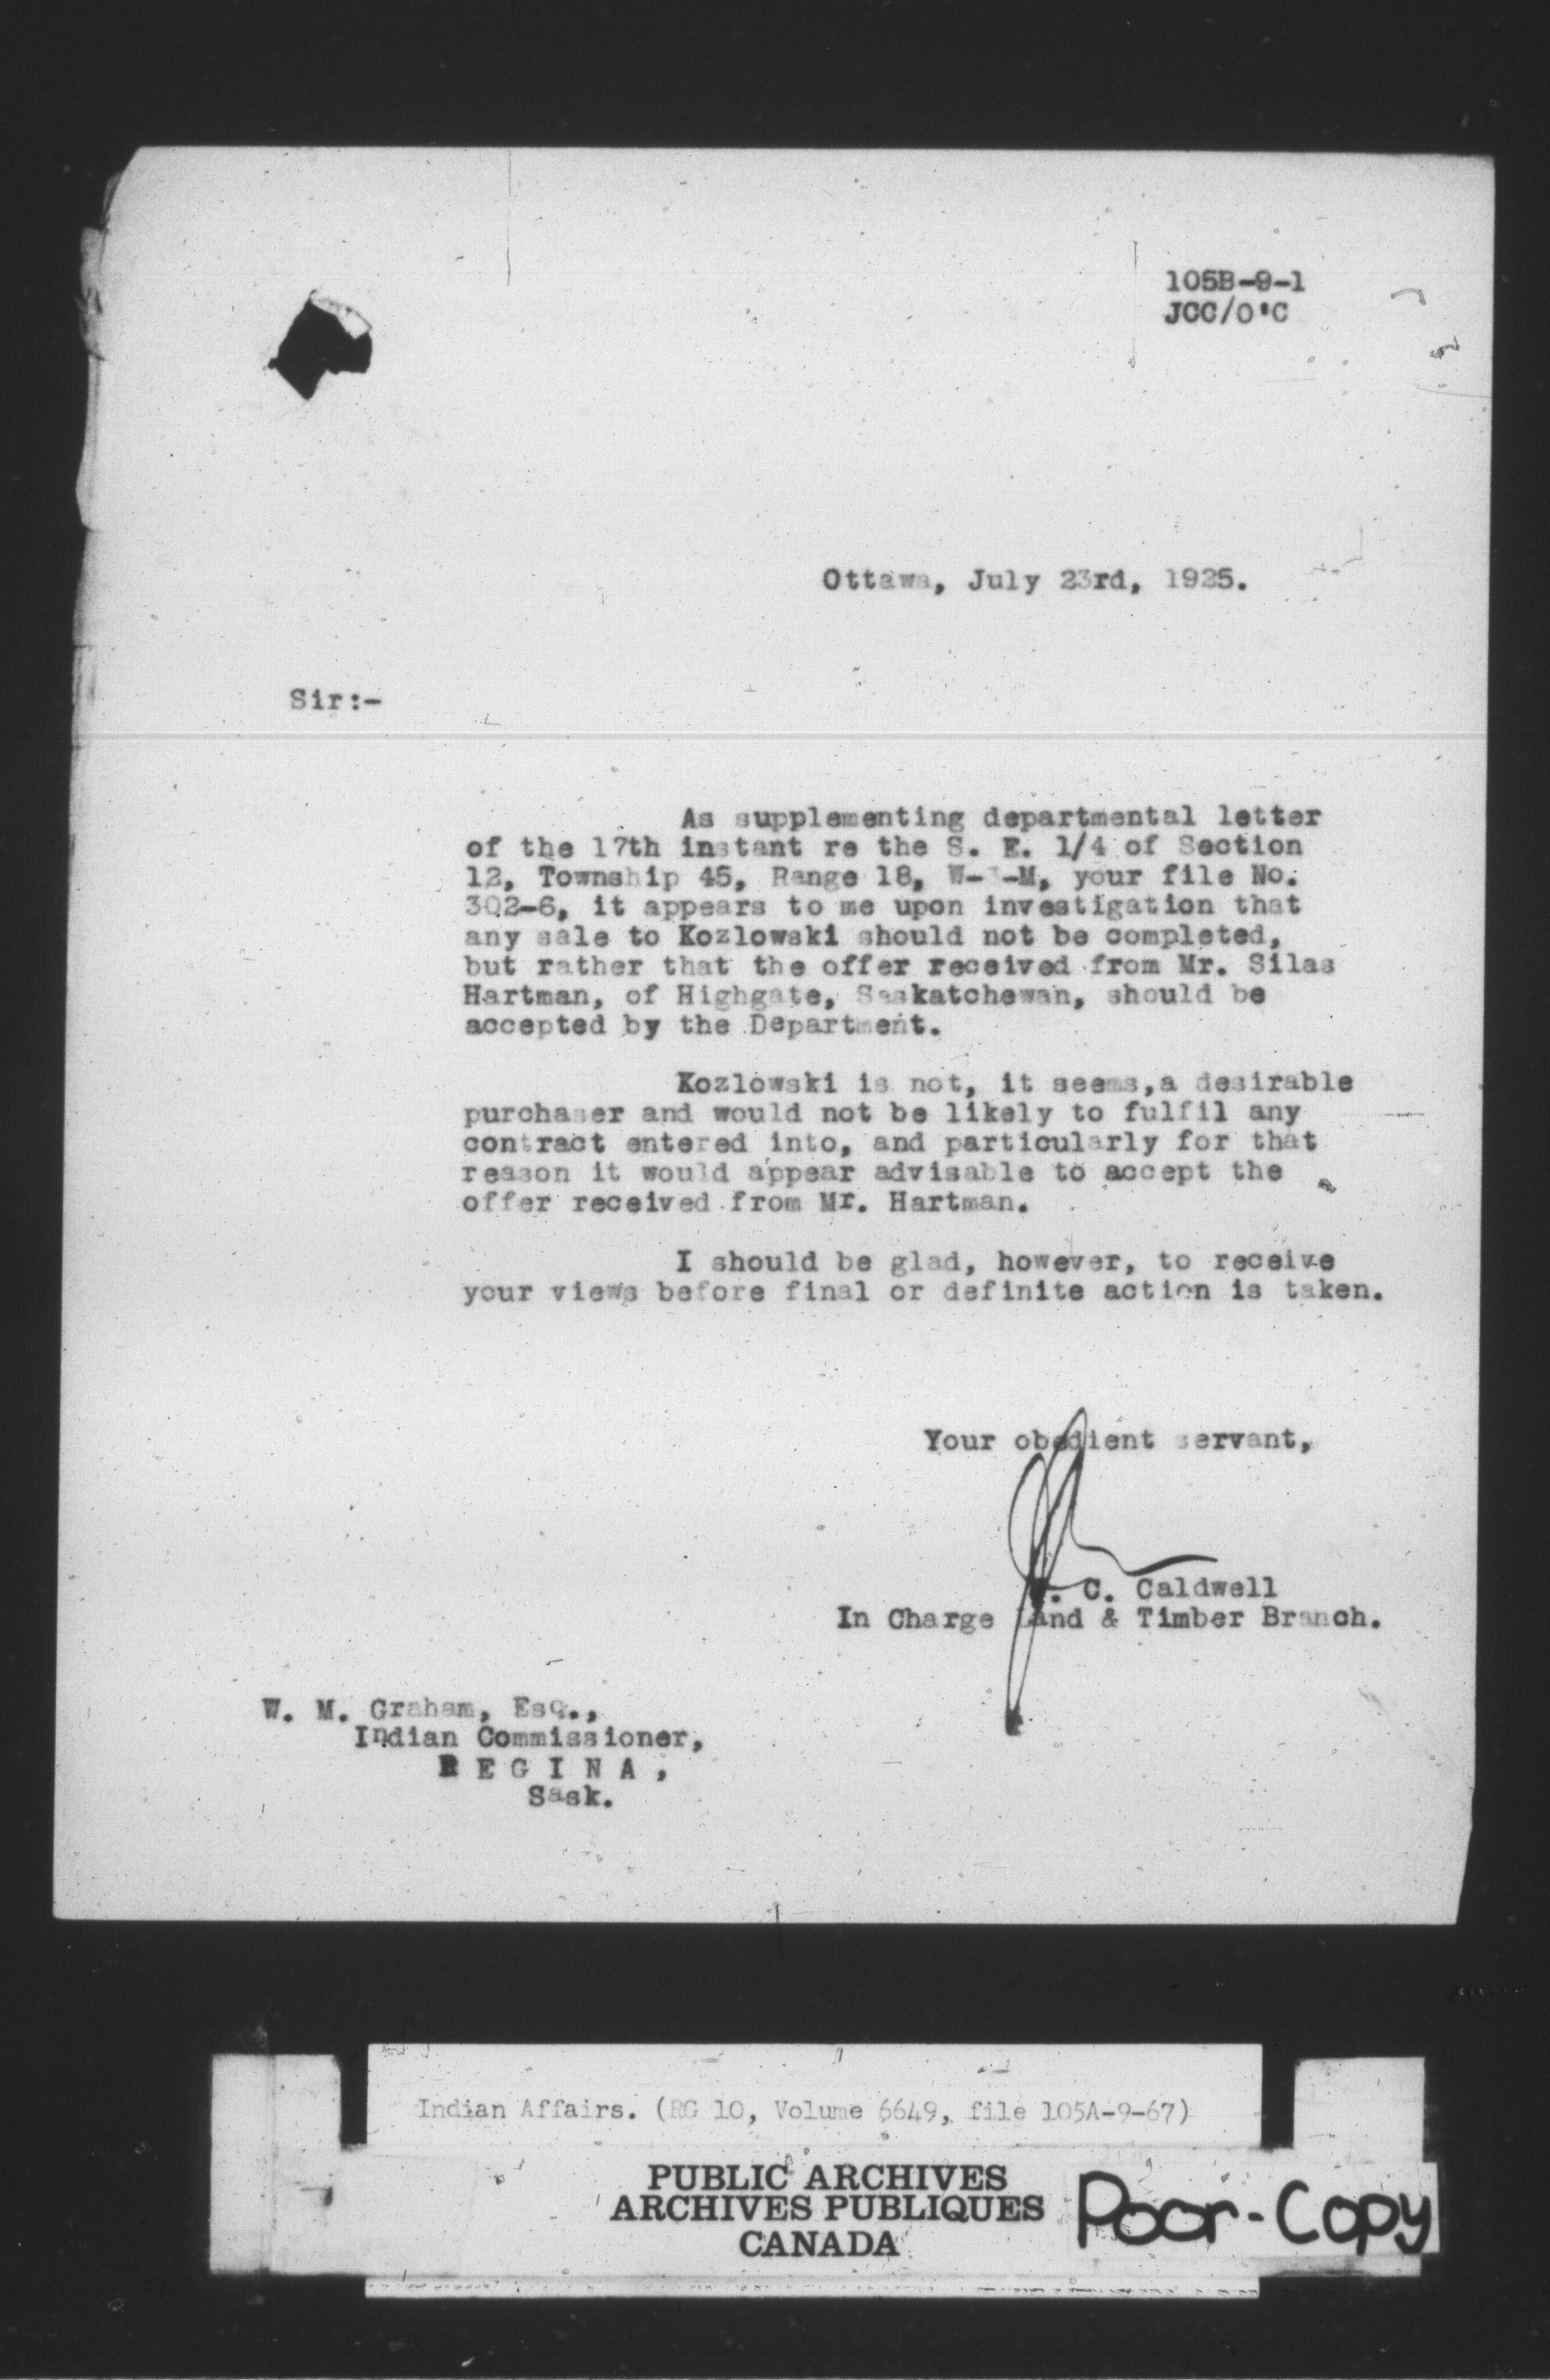 105B-9-1
JCC/O'C
Ottawa, July 23rd, 1925.
Sir:-
As supplementing departmental letter
of the 17th instant re the S. E. 1/4 of Section
12, Township 45, Range 18, W- -M, your file No.
302-6, it appears to me upon investigation that
any sale to Kozlowski should not be completed,
but rather that the offer received from Mr. Silas
Hartman, of Highgate, Saskatchewan, should be
accepted by the Department.
Kozlowski is not, it seems,a desirable
purchaser and would not be likely to fulfil any
contract entered into, and particularly for that
reason it would appear advisable to accept the
offer received from Mr. Hartman.
I should be glad, however, to receive
your views before final or definite action is taken.
Your obedient servant,
C. Caldwell
In Charge Land & Timber Branch.
W. M. Graham, Esq.,
Indian Commissioner,
REGINA,
Sask.
Indian Affairs. (RG 10, Volume 6649, file 105A-9-67)
PUBLIC ARCHIVES
ARCHIVES PUBLIQUES
CANADA
Poor-Copy